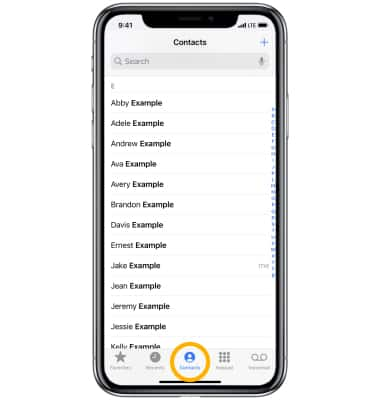 9:41 LTE
Contacts +
Search
E
Abby Example
Adele Example
Andrew Example
Ava Example
Avery Example
Brandon Example
Davis Example
Ernest Example
Jake Example me
Jean Example
Jeremy Example
Jessie Example
Kelly Example
Favorites Recents Contacts Keypad Voicemail